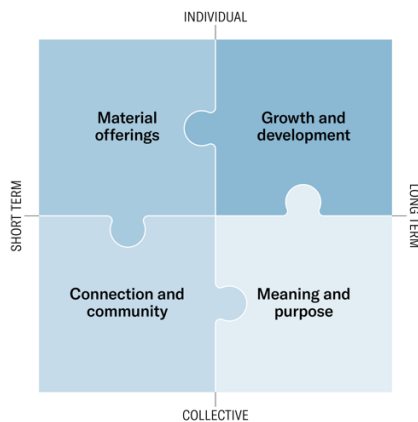 INDIVIDUAL
Material
offerings
Growth and
development
SHORT TERM
LONG TERM
Connection and
community
Meaning and
purpose
COLLECTIVE